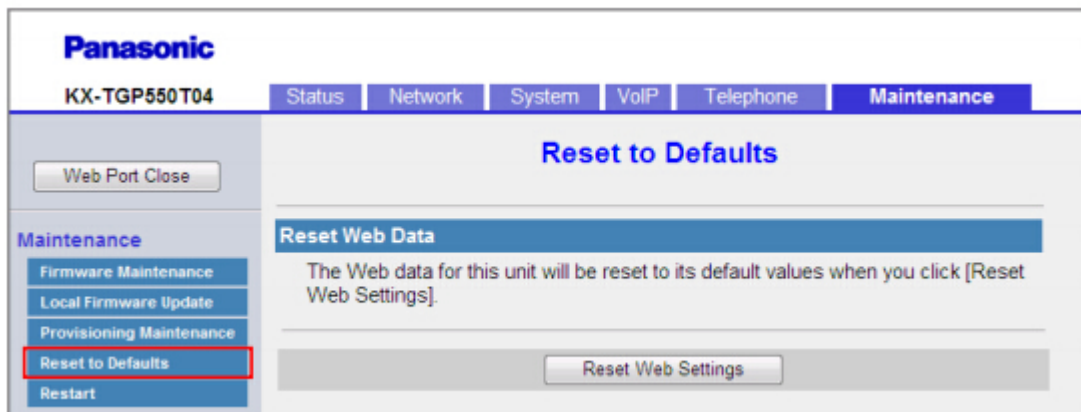 Panasonic
KX-TGP550T04
Status Network System VoIP Telephone Maintenance
Web Port Close
Maintenance
Firmware Maintenance
Local Firmware Update
Provisioning Maintenance
Reset to Defaults
Restart
Reset to Defaults
Reset Web Data
The Web data for this unit will be reset to its default values when you click [Reset
Web Settings].
Reset Web Settings